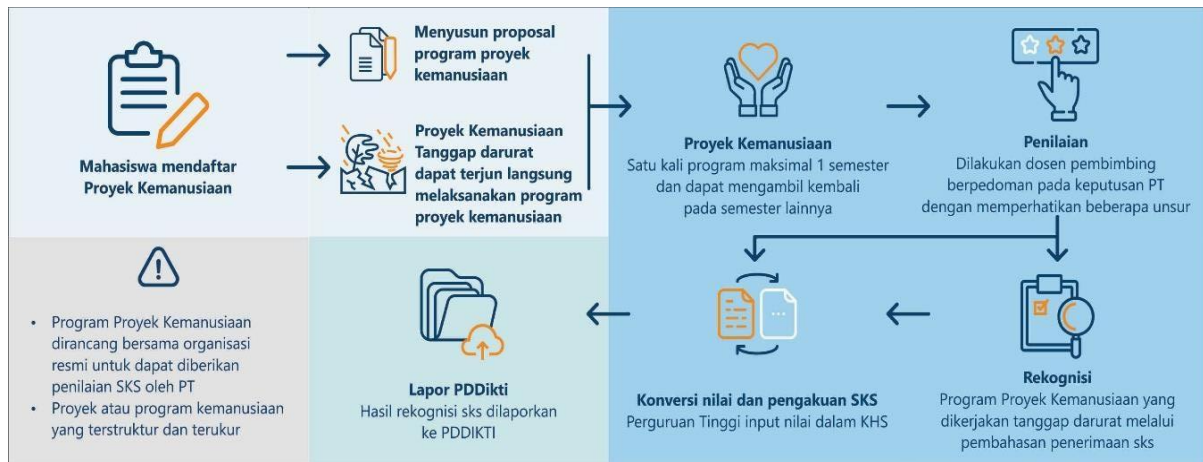 Mahasiswa mendaftar
Proyek Kemanusiaan
Menyusun proposal
program proyek
kemanusiaan
Proyek Kemanusiaan
Tanggap darurat
dapat terjun langsung
melaksanakan program
proyek kemanusiaan
Proyek Kemanusiaan
Satu kali program maksimal 1 semester
dan dapat mengambil kembali
pada semester lainnya
Penilaian
Dilakukan dosen pembimbing
berpedoman pada keputusan PT
dengan memperhatikan beberapa unsur
Rekognisi
Program Proyek Kemanusiaan yang
dikerjakan tanggap darurat melalui
pembahasan penerimaan sks
Konversi nilai dan pengakuan SKS
Perguruan Tinggi input nilai dalam KHS
Lapor PDDikti
Hasil rekognisi sks dilaporkan
ke PDDIKTI
• Program Proyek Kemanusiaan
dirancang bersama organisasi
resmi untuk dapat diberikan
penilaian SKS oleh PT
• Proyek atau program kemanusiaan
yang terstruktur dan terukur